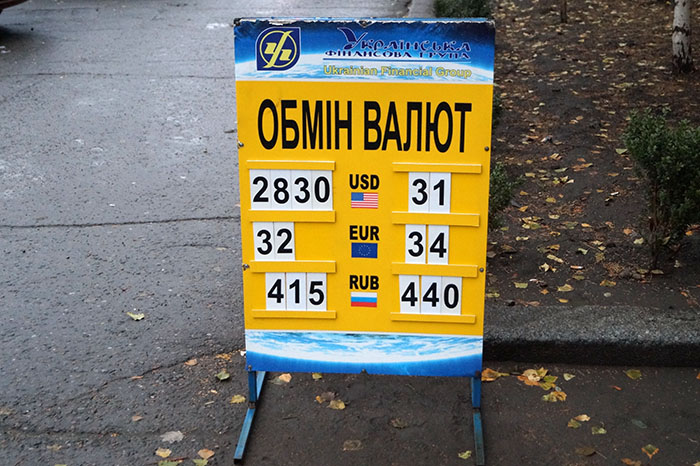 Українська
ФІНАНСОВА ГРУПА
Ukrainian Financial Group
ОБМІН ВАЛЮТ
2830 USD 31
32 EUR 34
415 RUB 440